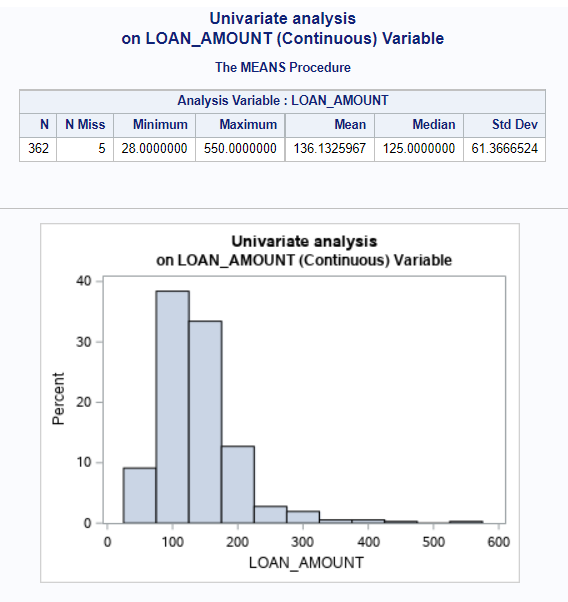 Univariate analysis
on LOAN_AMOUNT (Continuous) Variable
The MEANS Procedure
Analysis Variable : LOAN_AMOUNT
N N Miss Minimum Maximum Mean Median Std Dev
362 5 28.0000000 550.0000000 136.1325967 125.0000000 61.3666524
Univariate analysis
on LOAN_AMOUNT (Continuous) Variable
40
30
20
10
0
Percent
0 100 200 300 400 500 600
LOAN_AMOUNT